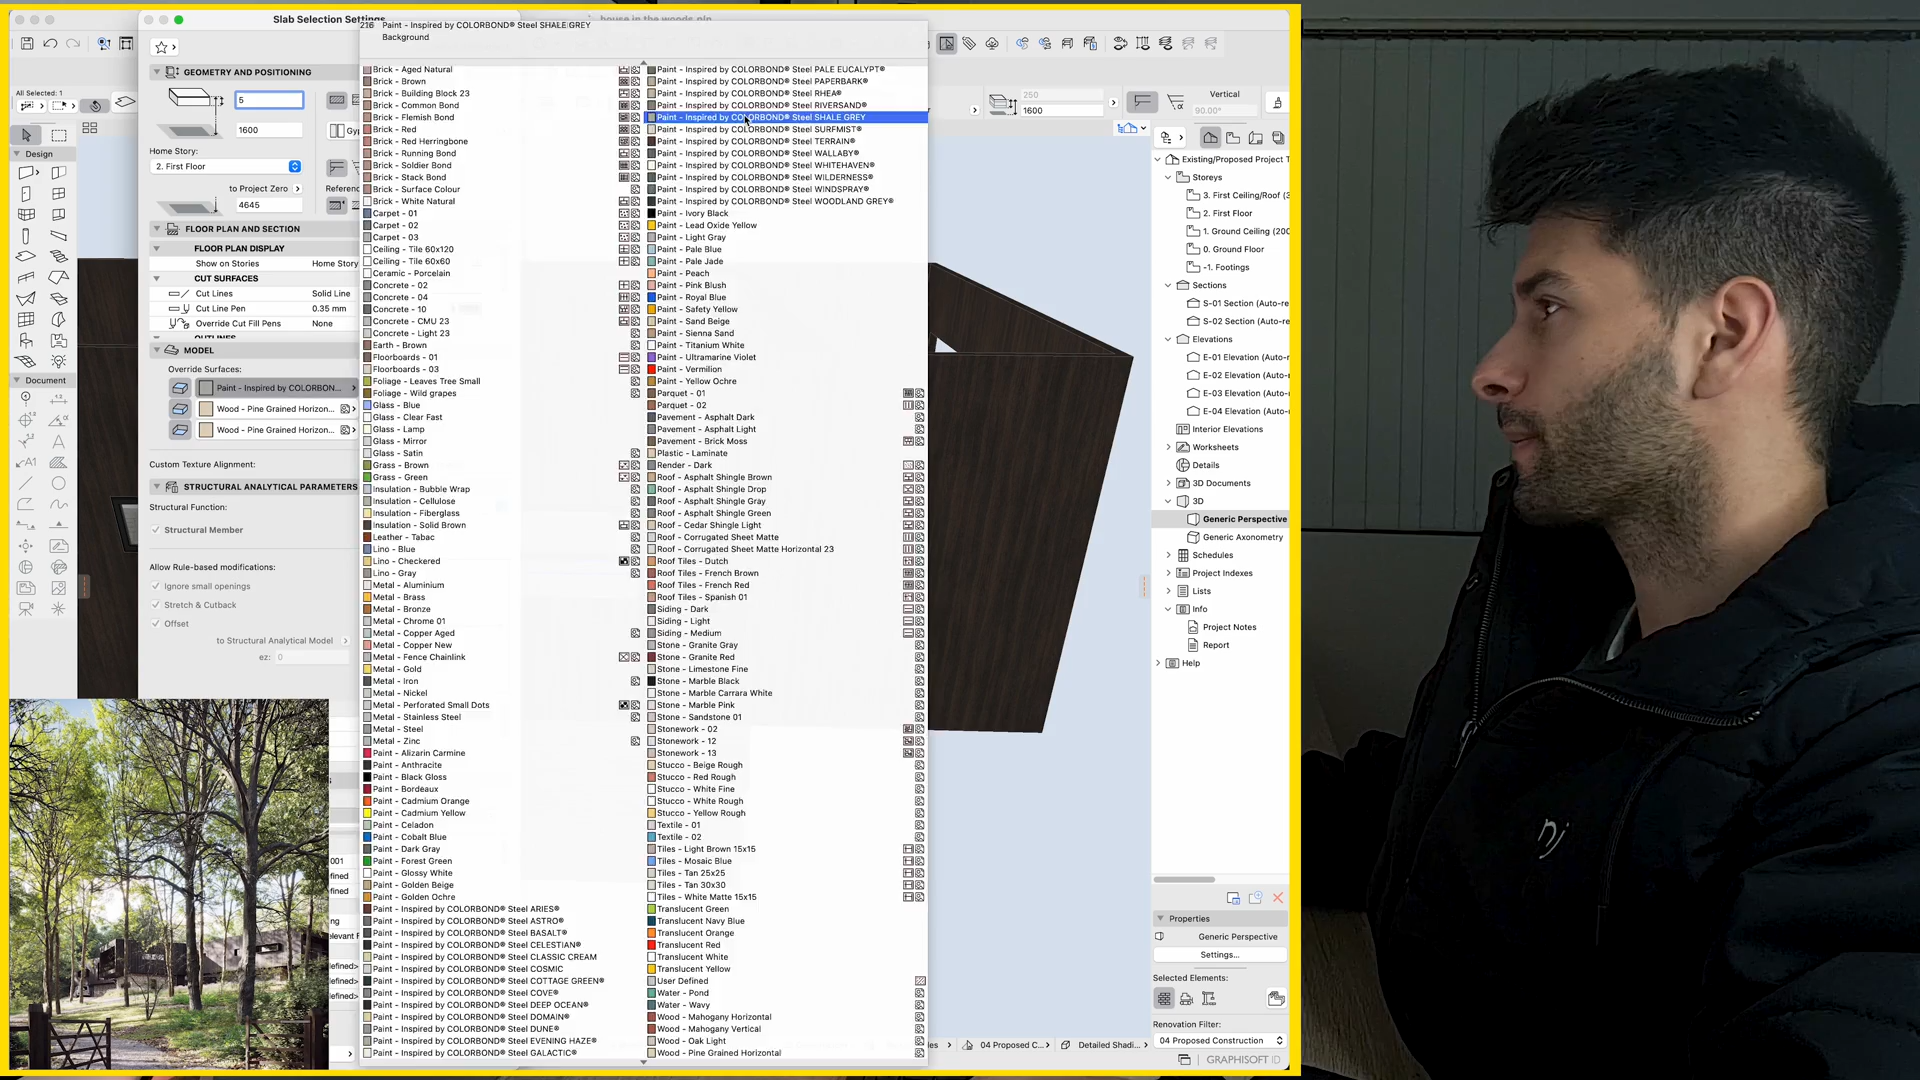 Slab Selection Settings
house in the woods.pln
216 Paint - Inspired by COLORBOND® Steel SHALE GREY
Background
All Selected: 1
GEOMETRY AND POSITIONING
5
1600
Home Story:
2. First Floor
to Project Zero
4645
FLOOR PLAN AND SECTION
FLOOR PLAN DISPLAY
Show on Stories Home Story
CUT SURFACES
Cut Lines Solid Line
Cut Line Pen 0.35 mm
Override Cut Fill Pens None
MODEL
Override Surfaces:
Paint - Inspired by COLORBON...
Wood - Pine Grained Horizon...
Wood - Pine Grained Horizon...
Custom Texture Alignment:
STRUCTURAL ANALYTICAL PARAMETERS
Structural Function:
Structural Member
Allow Rule-based modifications:
Ignore small openings
Stretch & Cutback
Offset
to Structural Analytical Model
ez: 0
Design
Document
Brick - Aged Natural
Brick - Brown
Brick - Building Block 23
Brick - Common Bond
Brick - Flemish Bond
Brick - Red
Brick - Red Herringbone
Brick - Running Bond
Brick - Soldier Bond
Brick - Stack Bond
Brick - Surface Colour
Brick - White Natural
Carpet - 01
Carpet - 02
Carpet - 03
Ceiling - Tile 60x120
Ceiling - Tile 60x60
Ceramic - Porcelain
Concrete - 02
Concrete - 04
Concrete - 10
Concrete - CMU 23
Concrete - Light 23
Earth - Brown
Floorboards - 01
Floorboards - 03
Foliage - Leaves Tree Small
Foliage - Wild grapes
Glass - Blue
Glass - Clear Fast
Glass - Lamp
Glass - Mirror
Glass - Satin
Grass - Brown
Grass - Green
Insulation - Bubble Wrap
Insulation - Cellulose
Insulation - Fiberglass
Insulation - Solid Brown
Leather - Tabac
Lino - Blue
Lino - Checkered
Lino - Gray
Metal - Aluminium
Metal - Brass
Metal - Bronze
Metal - Chrome 01
Metal - Copper Aged
Metal - Copper New
Metal - Fence Chainlink
Metal - Gold
Metal - Iron
Metal - Nickel
Metal - Perforated Small Dots
Metal - Stainless Steel
Metal - Steel
Metal - Zinc
Paint - Alizarin Carmine
Paint - Anthracite
Paint - Black Gloss
Paint - Bordeaux
Paint - Cadmium Orange
Paint - Cadmium Yellow
Paint - Celadon
Paint - Cobalt Blue
Paint - Dark Gray
Paint - Forest Green
Paint - Glossy White
Paint - Golden Beige
Paint - Golden Ochre
Paint - Inspired by COLORBOND® Steel ARIES®
Paint - Inspired by COLORBOND® Steel ASTRO®
Paint - Inspired by COLORBOND® Steel BASALT®
Paint - Inspired by COLORBOND® Steel CELESTIAN®
Paint - Inspired by COLORBOND® Steel CLASSIC CREAM
Paint - Inspired by COLORBOND® Steel COSMIC
Paint - Inspired by COLORBOND® Steel COTTAGE GREEN®
Paint - Inspired by COLORBOND® Steel COVE®
Paint - Inspired by COLORBOND® Steel DEEP OCEAN®
Paint - Inspired by COLORBOND® Steel DOMAIN®
Paint - Inspired by COLORBOND® Steel DUNE®
Paint - Inspired by COLORBOND® Steel EVENING HAZE®
Paint - Inspired by COLORBOND® Steel GALACTIC®
Paint - Inspired by COLORBOND® Steel PALE EUCALYPT®
Paint - Inspired by COLORBOND® Steel PAPERBARK®
Paint - Inspired by COLORBOND® Steel RHEA®
Paint - Inspired by COLORBOND® Steel RIVERSAND®
Paint - Inspired by COLORBOND® Steel SHALE GREY
Paint - Inspired by COLORBOND® Steel SURFMIST®
Paint - Inspired by COLORBOND® Steel TERRAIN®
Paint - Inspired by COLORBOND® Steel WALLABY®
Paint - Inspired by COLORBOND® Steel WHITEHAVEN®
Paint - Inspired by COLORBOND® Steel WILDERNESS®
Paint - Inspired by COLORBOND® Steel WINDSPRAY®
Paint - Inspired by COLORBOND® Steel WOODLAND GREY®
Paint - Ivory Black
Paint - Lead Oxide Yellow
Paint - Light Gray
Paint - Pale Blue
Paint - Pale Jade
Paint - Peach
Paint - Pink Blush
Paint - Royal Blue
Paint - Safety Yellow
Paint - Sand Beige
Paint - Sienna Sand
Paint - Titanium White
Paint - Ultramarine Violet
Paint - Vermilion
Paint - Yellow Ochre
Parquet - 01
Parquet - 02
Pavement - Asphalt Dark
Pavement - Asphalt Light
Pavement - Brick Moss
Plastic - Laminate
Render - Dark
Roof - Asphalt Shingle Brown
Roof - Asphalt Shingle Drop
Roof - Asphalt Shingle Gray
Roof - Asphalt Shingle Green
Roof - Cedar Shingle Light
Roof - Corrugated Sheet Matte
Roof - Corrugated Sheet Matte Horizontal 23
Roof Tiles - Dutch
Roof Tiles - French Brown
Roof Tiles - French Red
Roof Tiles - Spanish 01
Siding - Dark
Siding - Light
Siding - Medium
Stone - Granite Gray
Stone - Granite Red
Stone - Limestone Fine
Stone - Marble Black
Stone - Marble Carrara White
Stone - Marble Pink
Stone - Sandstone 01
Stonework - 02
Stonework - 12
Stonework - 13
Stucco - Beige Rough
Stucco - Red Rough
Stucco - White Fine
Stucco - White Rough
Stucco - Yellow Rough
Textile - 01
Textile - 02
Tiles - Light Brown 15x15
Tiles - Mosaic Blue
Tiles - Tan 25x25
Tiles - Tan 30x30
Tiles - White Matte 15x15
Translucent Green
Translucent Navy Blue
Translucent Orange
Translucent Red
Translucent White
Translucent Yellow
User Defined
Water - Pond
Water - Wavy
Wood - Mahogany Horizontal
Wood - Mahogany Vertical
Wood - Oak Light
Wood - Pine Grained Horizontal
250
1600
Vertical
90.00°
Existing/Proposed Project T
Storeys
3. First Ceiling/Roof (3
2. First Floor
1. Ground Ceiling (200
0. Ground Floor
-1. Footings
Sections
S-01 Section (Auto-re
S-02 Section (Auto-re
Elevations
E-01 Elevation (Auto-r
E-02 Elevation (Auto-r
E-03 Elevation (Auto-r
E-04 Elevation (Auto-r
Interior Elevations
Worksheets
Details
3D Documents
3D
Generic Perspective
Generic Axonometry
Schedules
Project Indexes
Lists
Info
Project Notes
Report
Help
Properties
Generic Perspective
Settings...
Selected Elements:
Renovation Filter:
04 Proposed Construction
04 Proposed C...
Detailed Shadi...
GRAPHISOFT ID
nj